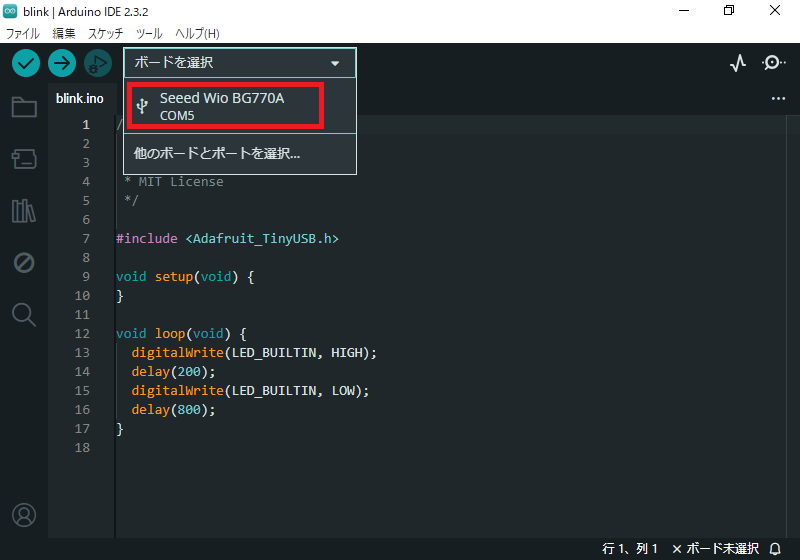 blink | Arduino IDE 2.3.2
ファイル 編集 スケッチ ツール ヘルプ(H)
ボードを選択
Seeed Wio BG770A
COM5
他のボードとポートを選択...
blink.ino
1 /
2
3
4 * MIT License
5 */
6
7 #include <Adafruit_TinyUSB.h>
8
9 void setup(void) {
10 }
11
12 void loop(void) {
13 digitalWrite(LED_BUILTIN, HIGH);
14 delay(200);
15 digitalWrite(LED_BUILTIN, LOW);
16 delay(800);
17 }
18
行 1、列 1 × ボード未選択